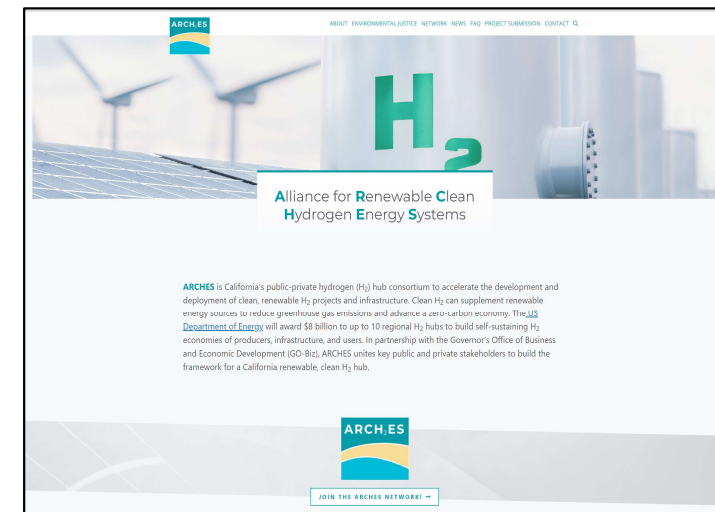 ARCH2ES
ABOUT ENVIRONMENTAL JUSTICE NETWORK NEWS FAQ PROJECT SUBMISSION CONTACT
H2
Alliance for Renewable Clean
Hydrogen Energy Systems
ARCHES is California's public-private hydrogen (H2) hub consortium to accelerate the development and
deployment of clean, renewable H2 projects and infrastructure. Clean H2 can supplement renewable
energy sources to reduce greenhouse gas emissions and advance a zero-carbon economy. The US
Department of Energy will award $8 billion to up to 10 regional H2 hubs to build self-sustaining H2
economies of producers, infrastructure, and users. In partnership with the Governor's Office of Business
and Economic Development (GO-Biz), ARCHES unites key public and private stakeholders to build the
framework for a California renewable, clean H2 hub.
ARCH2ES
JOIN THE ARCHES NETWORK! →